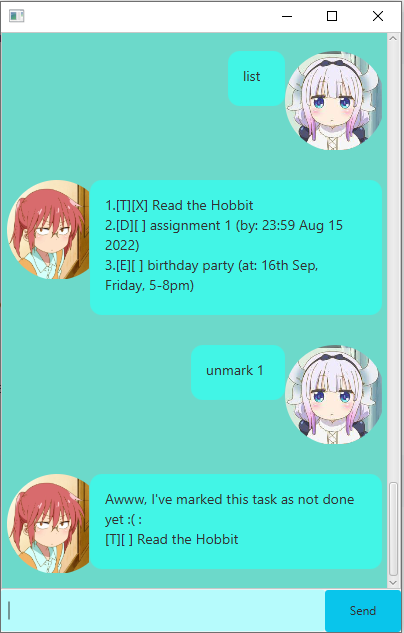 list
1.[T][X] Read the Hobbit
2.[D][ ] assignment 1 (by: 23:59 Aug 15
2022)
3.[E][ ] birthday party (at: 16th Sep,
Friday, 5-8pm)
unmark 1
Awww, I've marked this task as not done
yet :( :
[T][ ] Read the Hobbit
Send